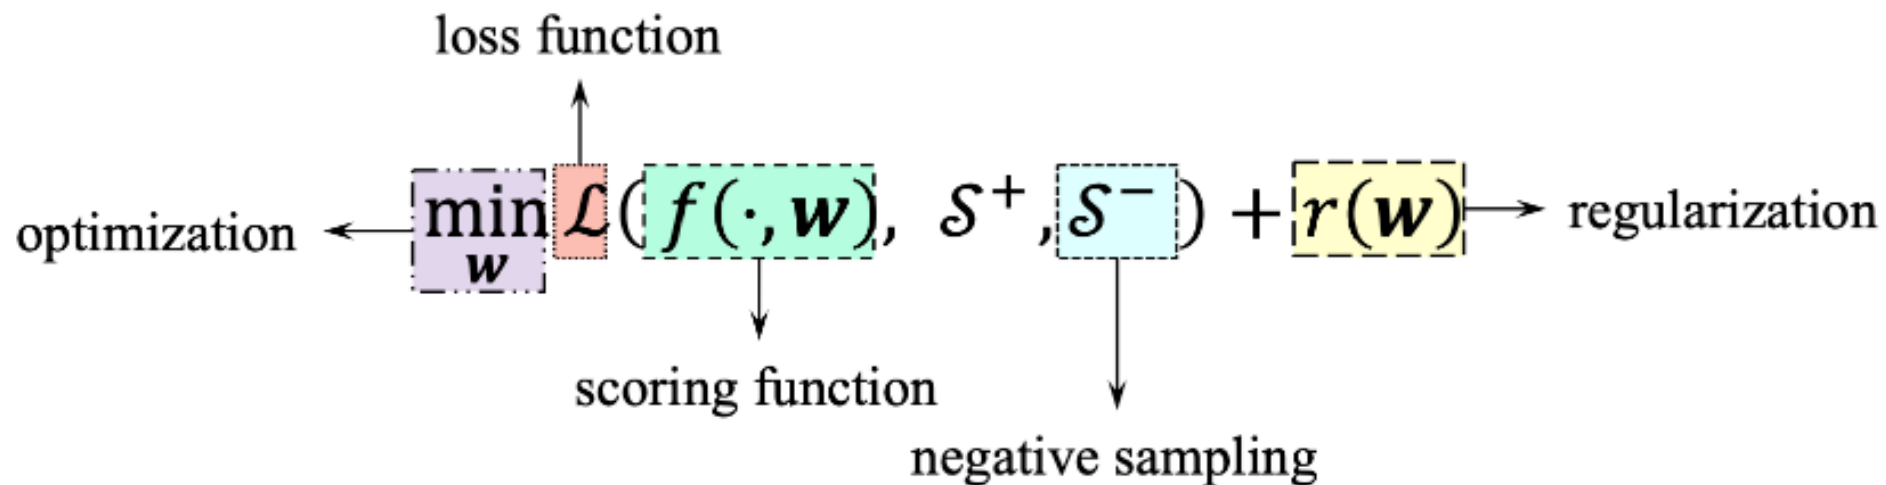 loss function
optimization
min ℒ(f(·, w), 𝒮⁺, 𝒮⁻) + r(w)
w
regularization
scoring function
negative sampling